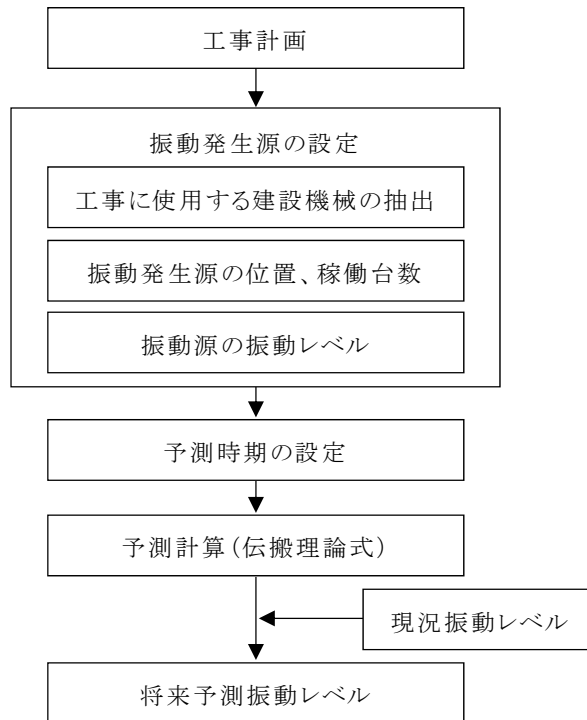 工事計画
振動発生源の設定
工事に使用する建設機械の抽出
振動発生源の位置、稼働台数
振動源の振動レベル
予測時期の設定
予測計算(伝搬理論式)
現況振動レベル
将来予測振動レベル